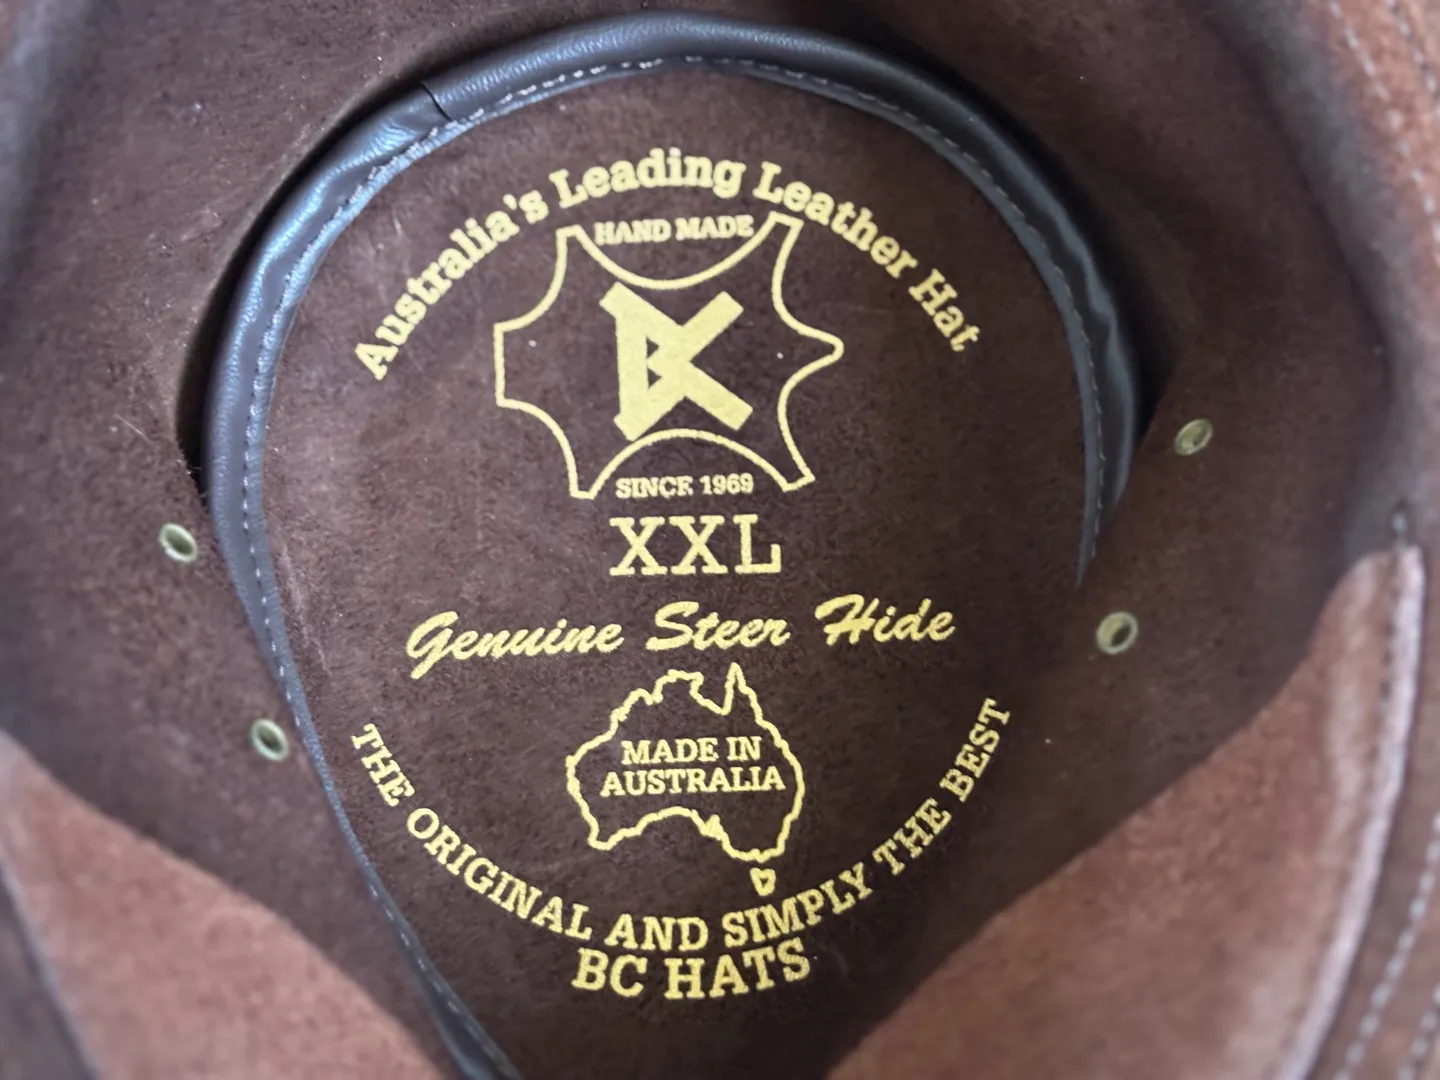 Australia's Leading Leather Hat
HAND MADE
BC
SINCE 1969
XXL
Genuine Steer Hide
MADE IN
AUSTRALIA
THE ORIGINAL AND SIMPLY THE BEST
BC HATS